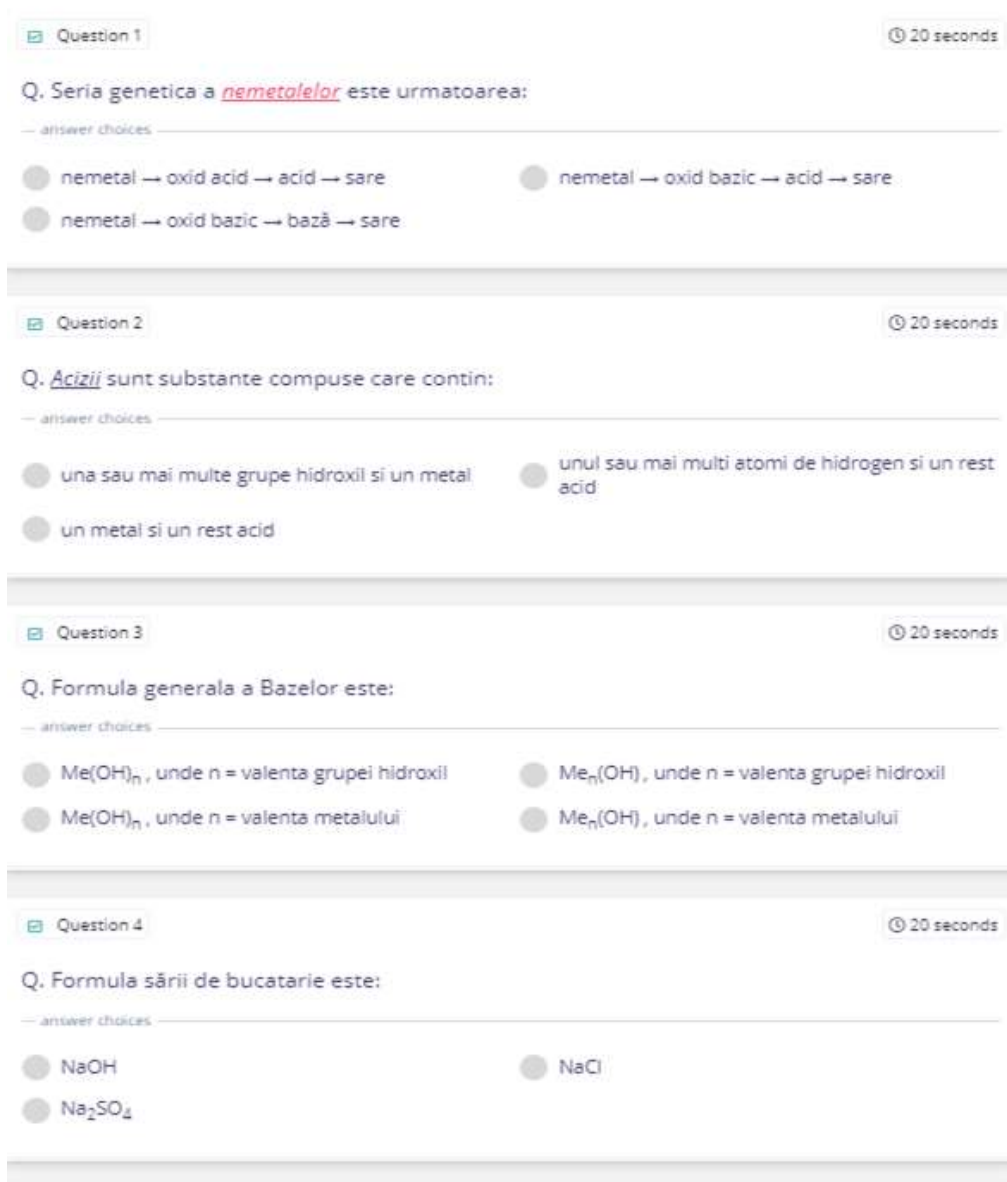 Question 1
20 seconds
Q. Seria genetica a nemetalelor este urmatoarea:
answer choices
nemetal → oxid acid → acid → sare
nemetal → oxid bazic → acid → sare
nemetal → oxid bazic → bază → sare
Question 2
20 seconds
Q. Acizii sunt substante compuse care contin:
answer choices
una sau mai multe grupe hidroxil si un metal
unul sau mai multi atomi de hidrogen si un rest
acid
un metal si un rest acid
Question 3
20 seconds
Q. Formula generala a Bazelor este:
answer choices
Me(OH)ₙ , unde n = valenta grupei hidroxil
Meₙ(OH) , unde n = valenta grupei hidroxil
Me(OH)ₙ , unde n = valenta metalului
Meₙ(OH) , unde n = valenta metalului
Question 4
20 seconds
Q. Formula sării de bucatarie este:
answer choices
NaOH
NaCl
Na₂SO₄